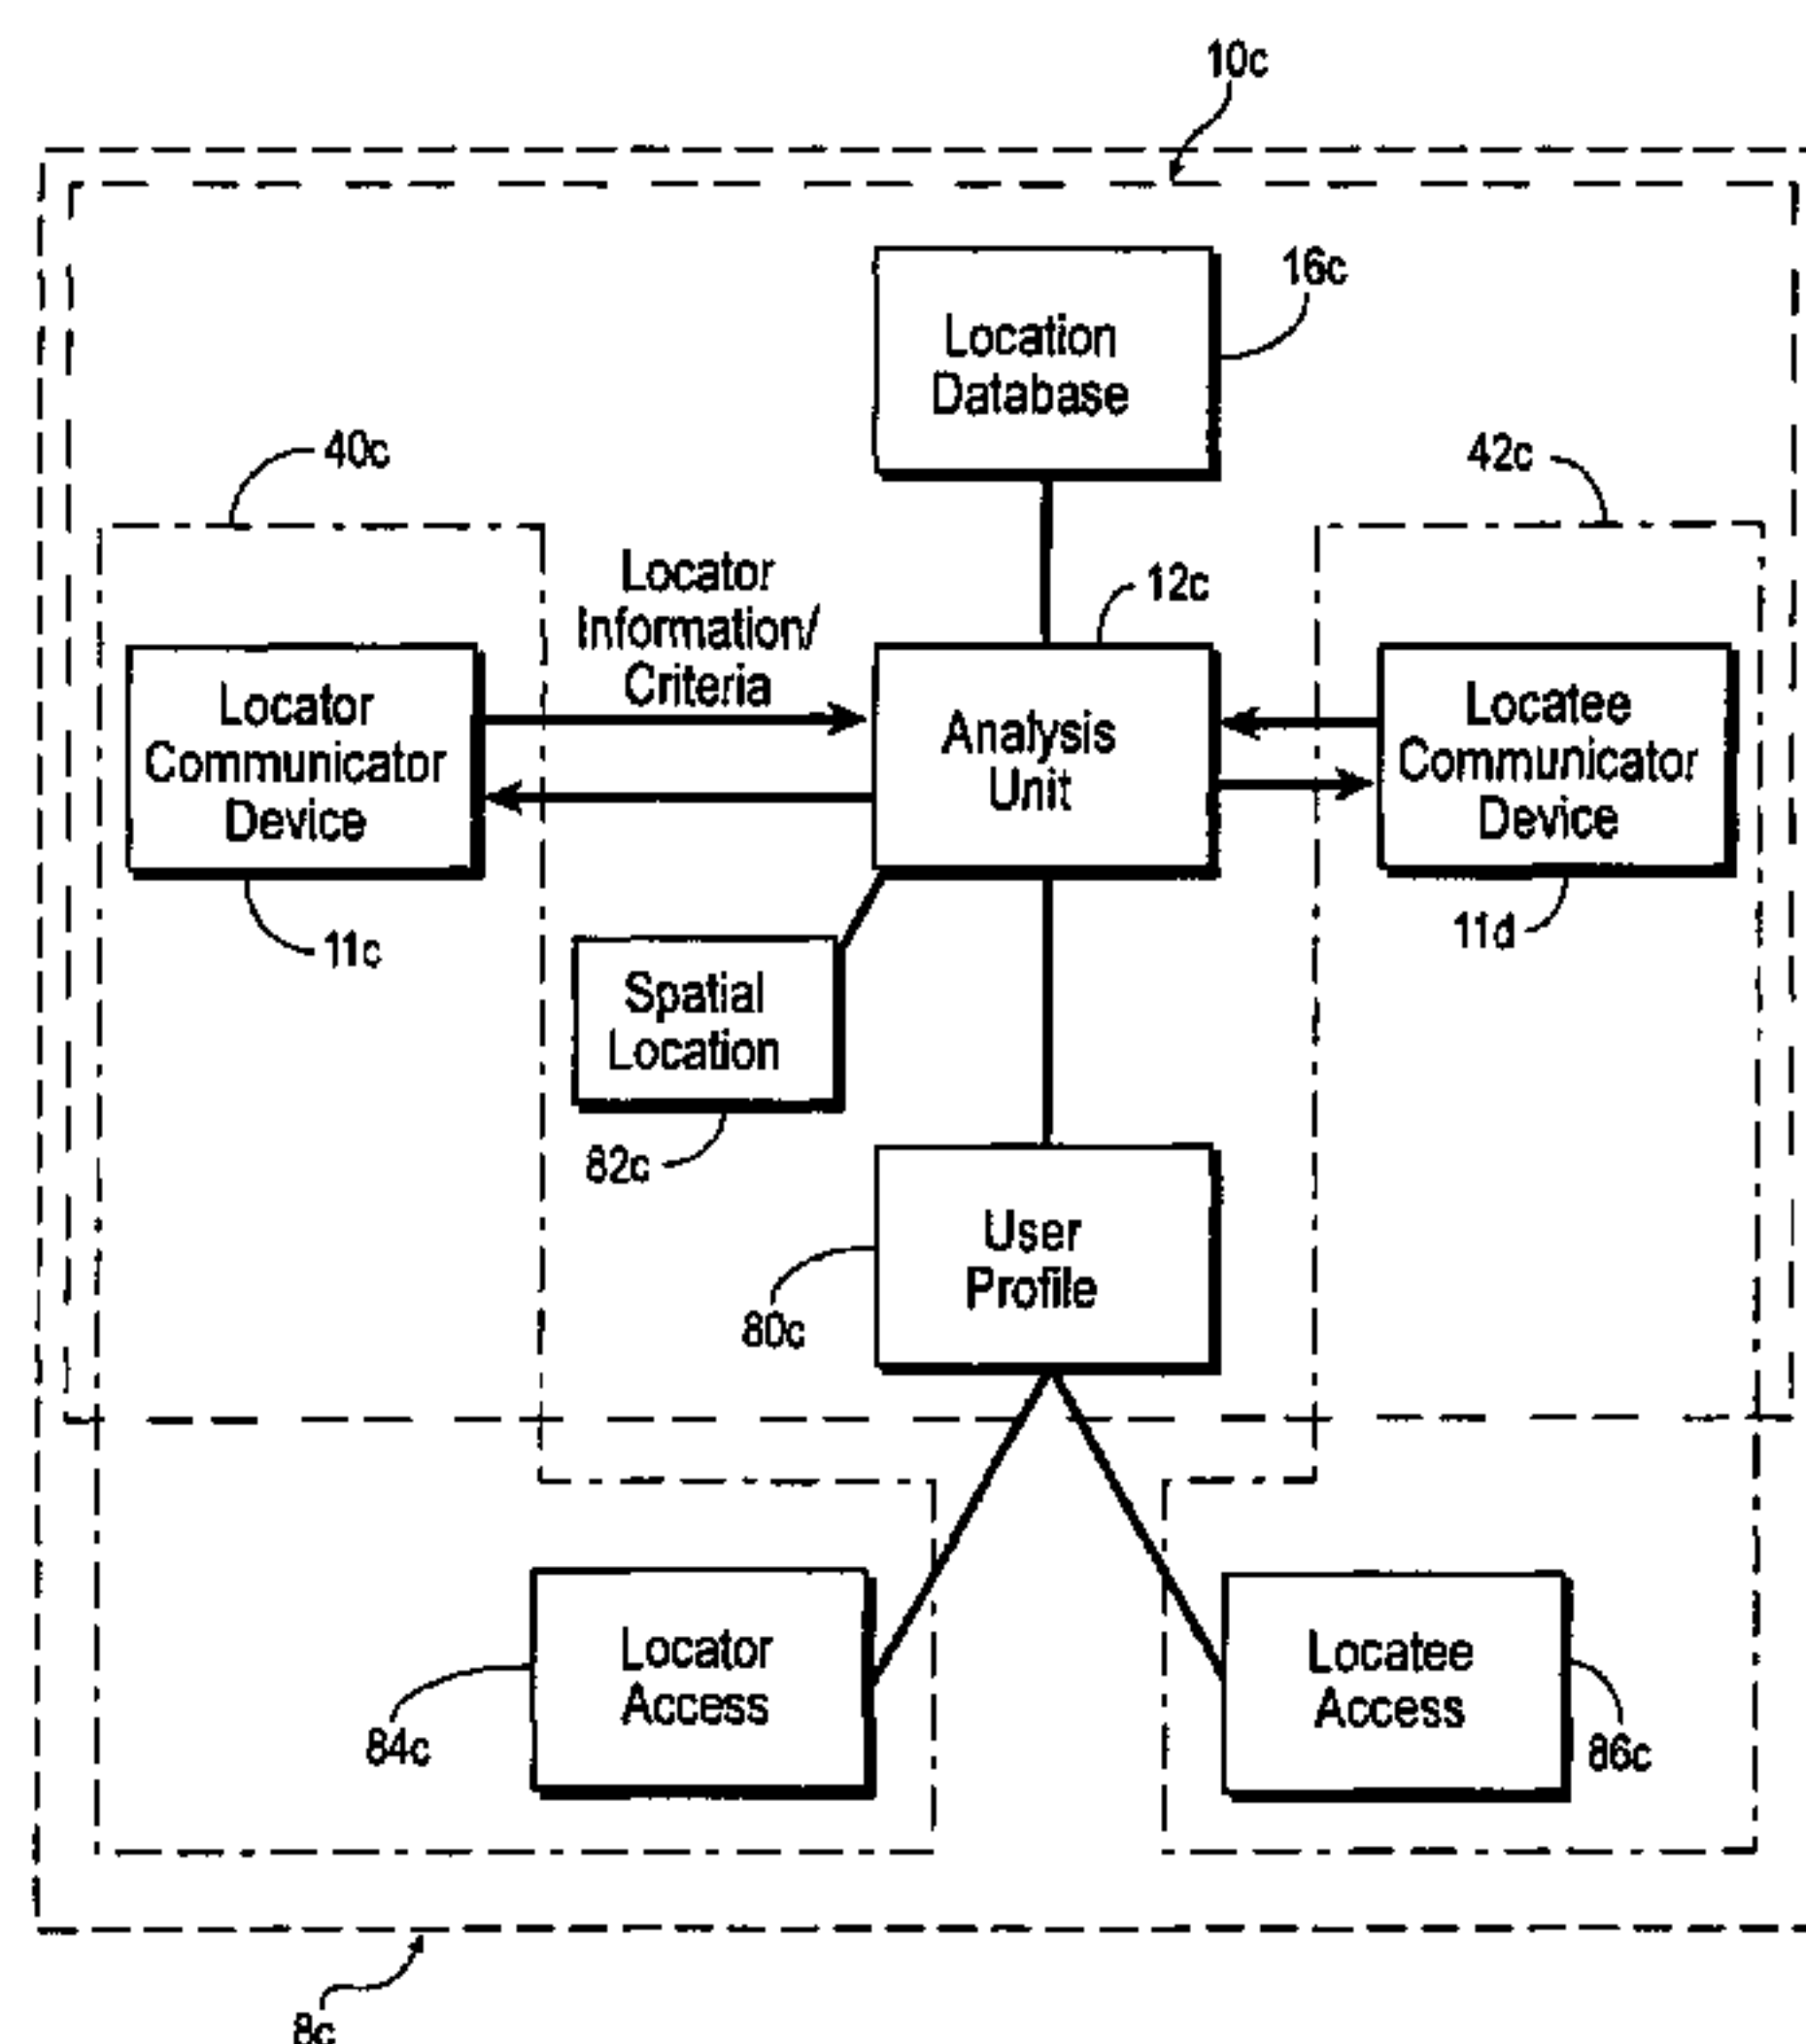 10c
16c
Location
Database
40c
42c
Locator
Information/
Criteria
12c
Locator
Communicator
Device
Analysis
Unit
Locatee
Communicator
Device
11c
11d
Spatial
Location
82c
User
Profile
80c
Locator
Access
Locatee
Access
84c
86c
8c